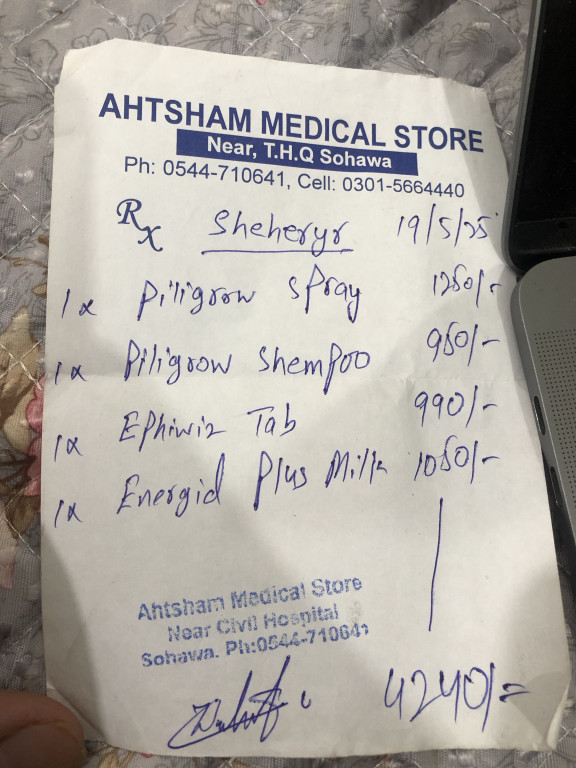 AHTSHAM MEDICAL STORE
Near, T.H.Q Sohawa
Ph: 0544-710641, Cell: 0301-5664440
Rx Sheheryr 19/5/25
1x Piligrow Spray 1250/-
1x Piligrow Shempoo 950/-
1x Ephiwiz Tab 990/-
1x Energid Plus Milk 1050/-
Ahtsham Medical Store
Near Civil Hospital
Sohawa. Ph:0544-710641
4240/=